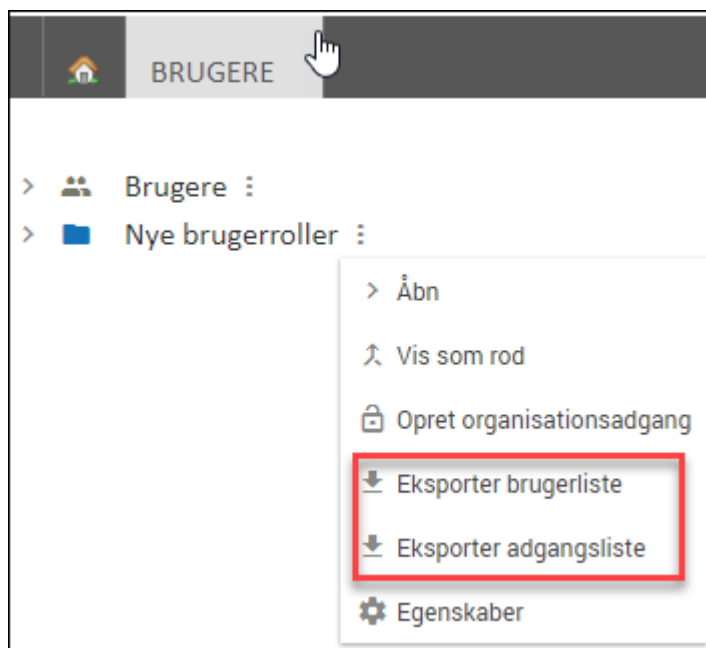 BRUGERE
Brugere
Nye brugerroller
Åbn
Vis som rod
Opret organisationsadgang
Eksporter brugerliste
Eksporter adgangsliste
Egenskaber